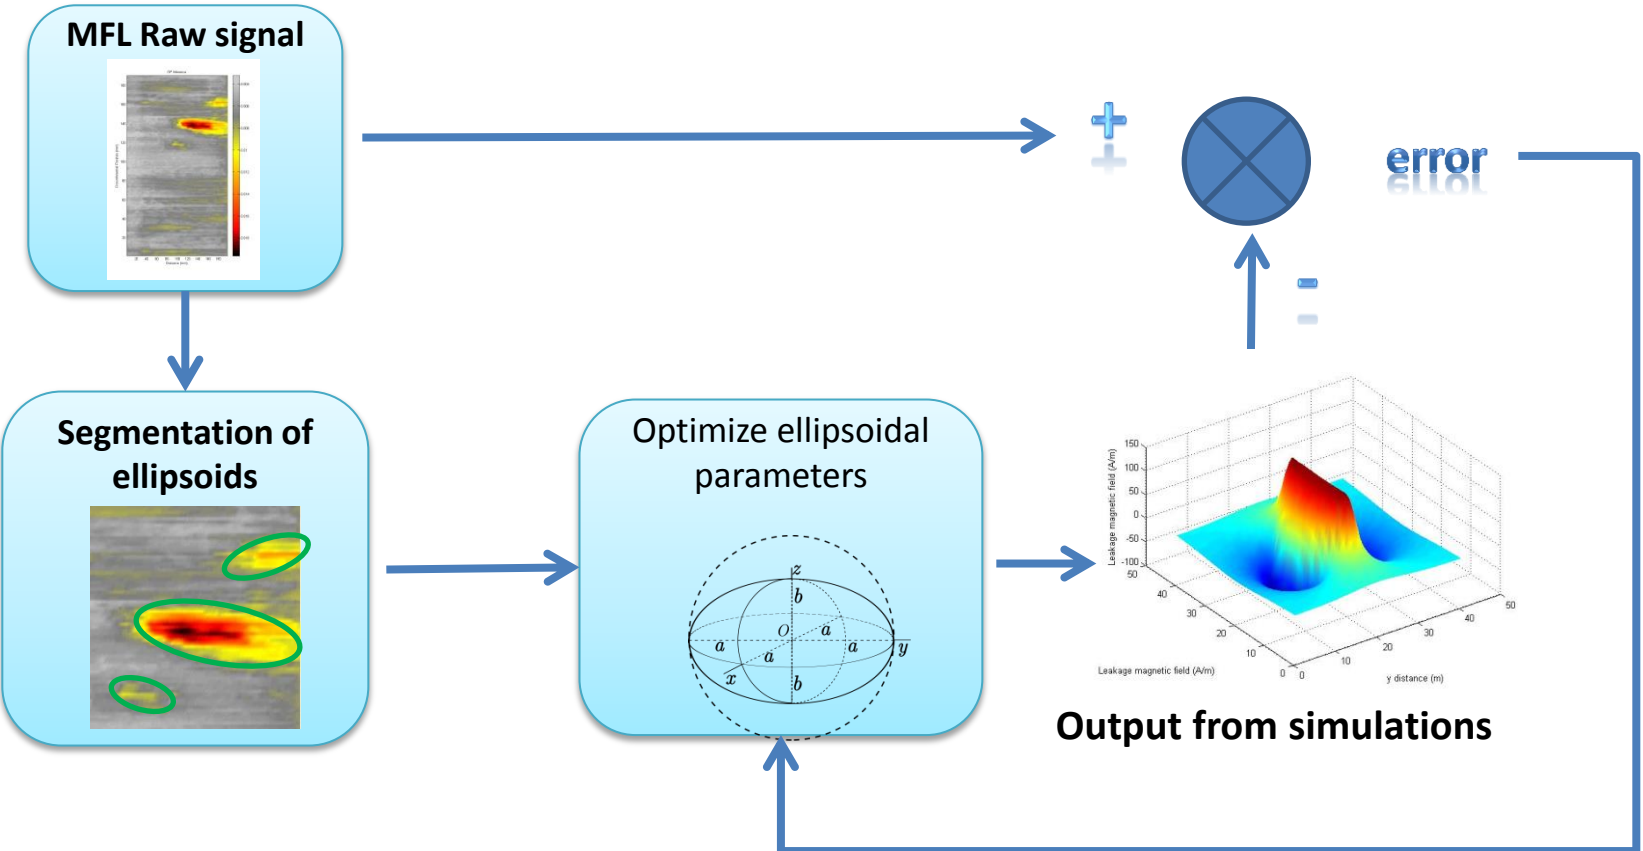 MFL Raw signal
+
error
-
Segmentation of
ellipsoids
Optimize ellipsoidal
parameters
z
b
O
a
a
a
a
y
x
b
Leakage magnetic field (A/m)
150
100
50
0
-50
-100
50
40
30
20
10
0
0
10
20
30
40
50
Leakage magnetic field (A/m)
y distance (m)
Output from simulations